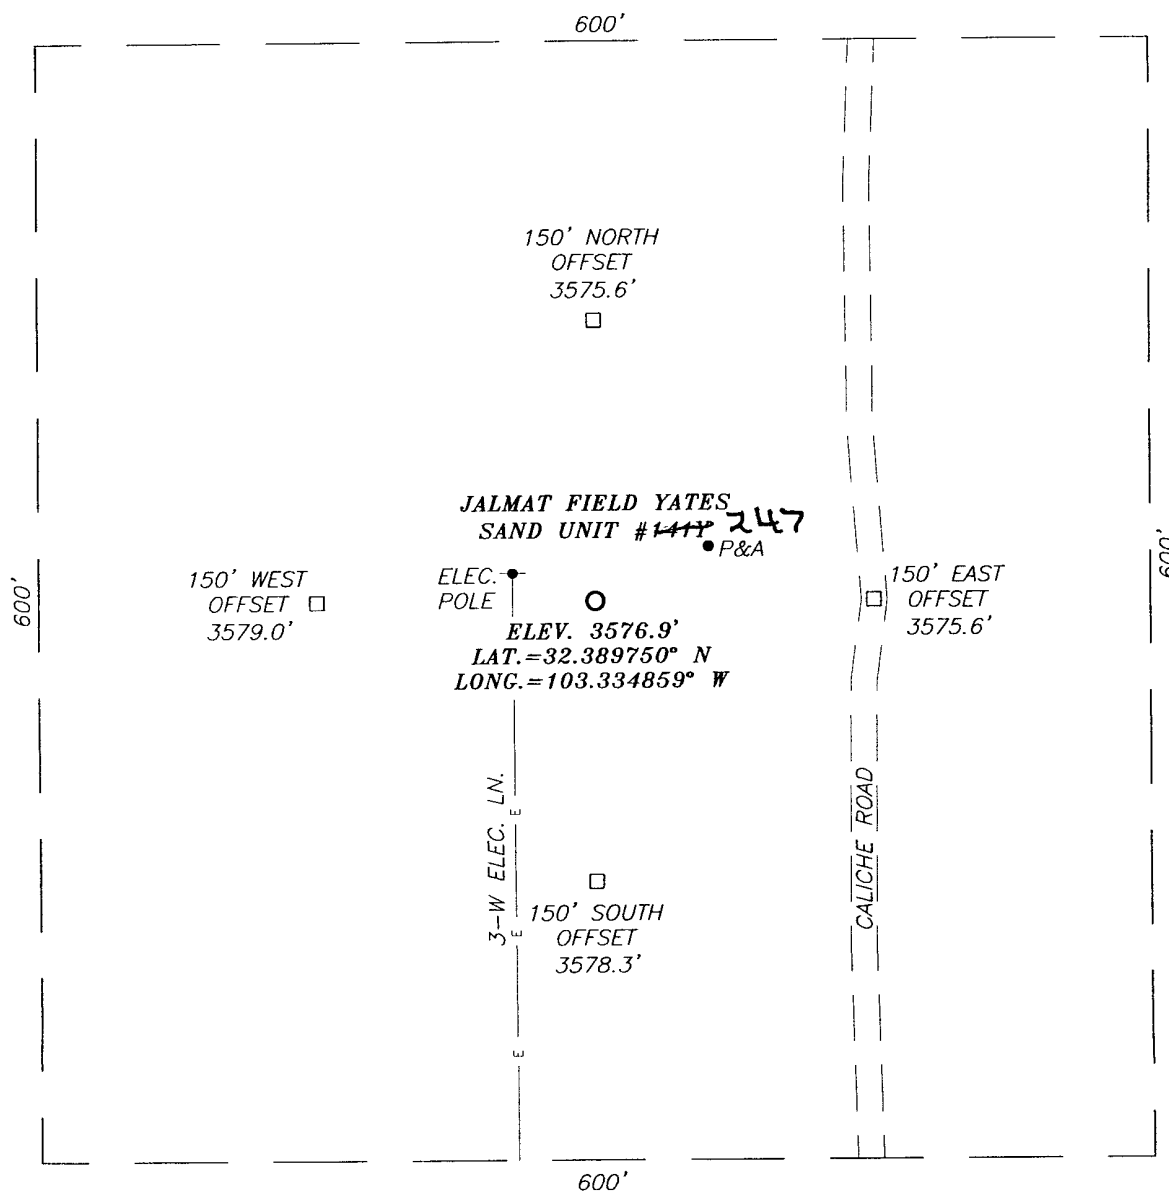 600'
150' NORTH
OFFSET
3575.6'
JALMAT FIELD YATES
SAND UNIT #141Y 247
P&A
ELEC.
POLE
150' WEST
OFFSET
3579.0'
150' EAST
OFFSET
3575.6'
600'
600'
ELEV. 3576.9'
LAT.=32.389750° N
LONG.=103.334859° W
3-W ELEC. LN.
E
E
E
CALICHE ROAD
150' SOUTH
OFFSET
3578.3'
600'